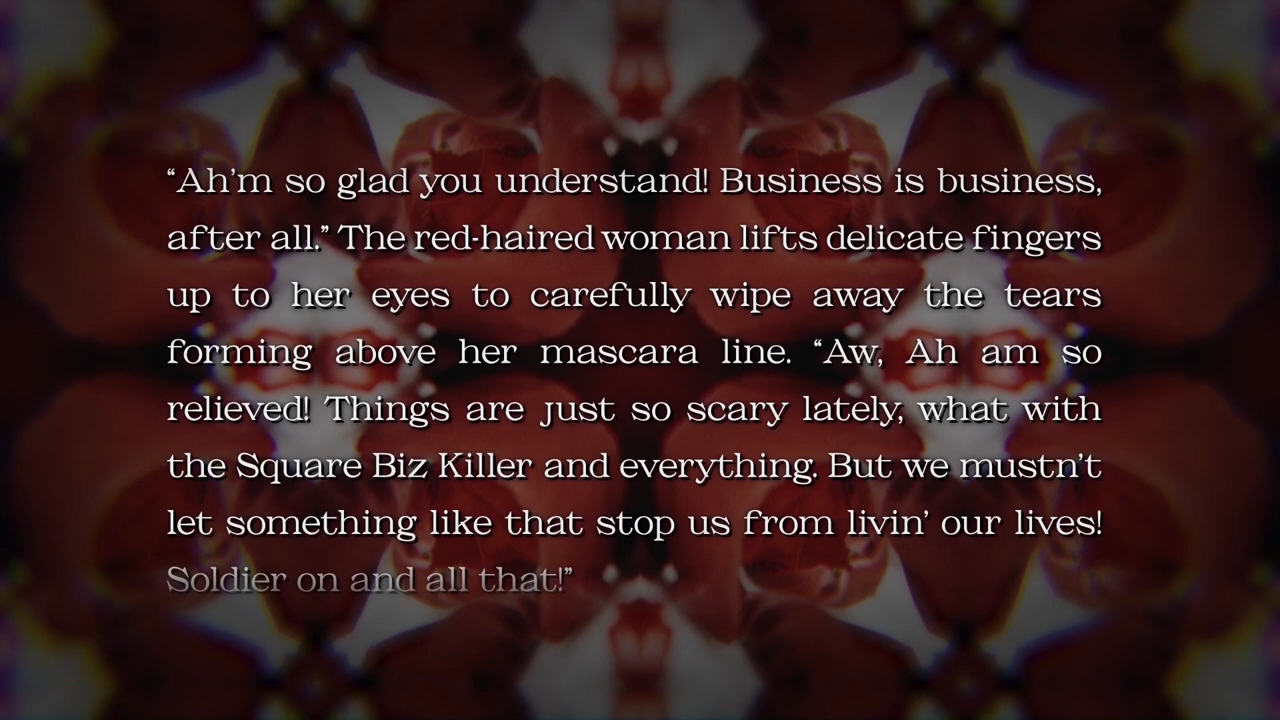 “Ah’m so glad you understand! Business is business,
after all.” The red-haired woman lifts delicate fingers
up to her eyes to carefully wipe away the tears
forming above her mascara line. “Aw, Ah am so
relieved! Things are just so scary lately, what with
the Square Biz Killer and everything. But we mustn’t
let something like that stop us from livin’ our lives!
Soldier on and all that!”